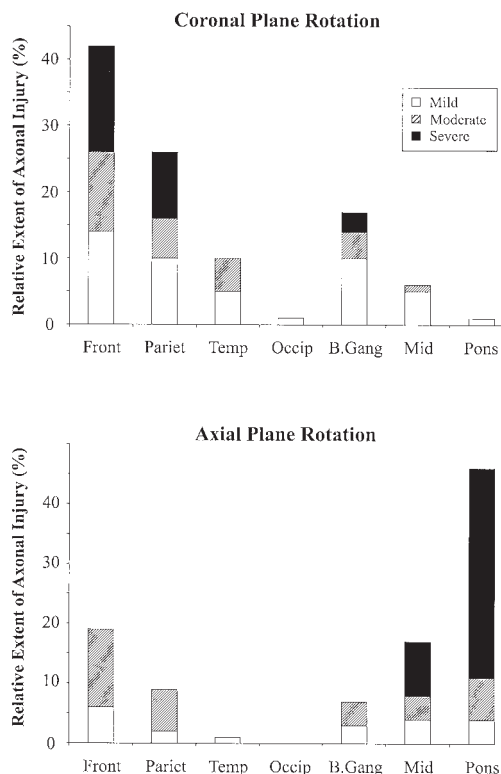 Coronal Plane Rotation
Relative Extent of Axonal Injury (%)
40
30
20
10
0
Mild
Moderate
Severe
Front Pariet Temp Occip B.Gang Mid Pons
Axial Plane Rotation
Relative Extent of Axonal Injury (%)
40
30
20
10
0
Front Pariet Temp Occip B.Gang Mid Pons